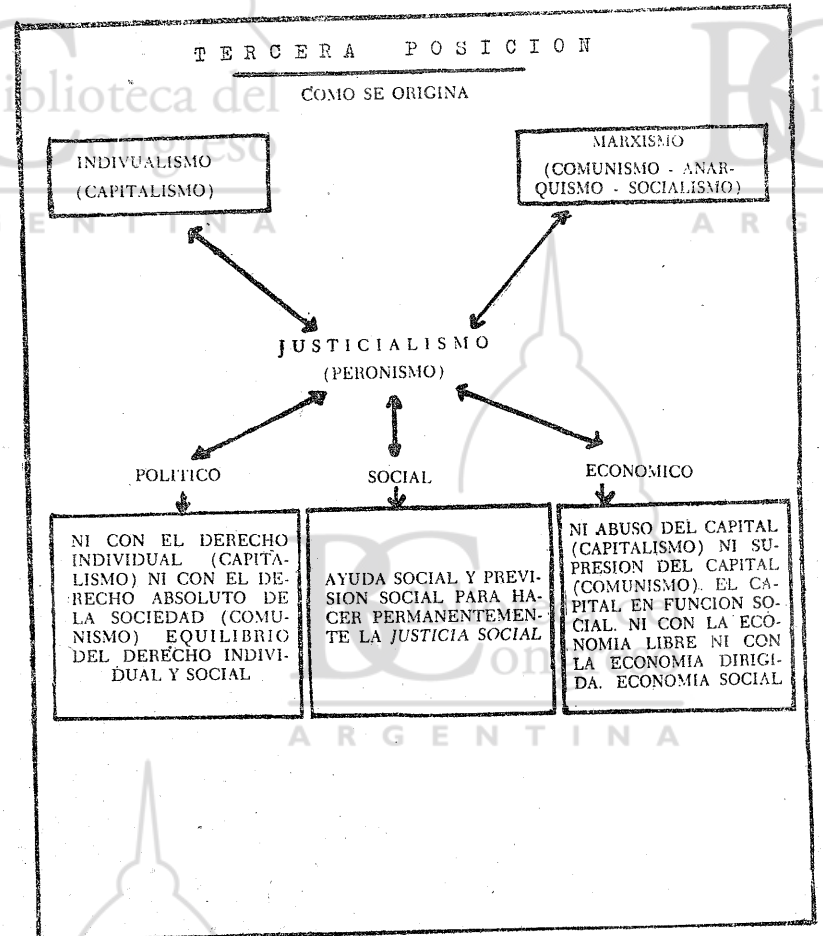 TERCERA POSICION
COMO SE ORIGINA
INDIVUALISMO
(CAPITALISMO)
MARXISMO
(COMUNISMO - ANAR-
QUISMO - SOCIALISMO)
JUSTICIALISMO
(PERONISMO)
POLITICO
SOCIAL
ECONOMICO
NI CON EL DERECHO
INDIVIDUAL (CAPITA-
LISMO) NI CON EL DE-
RECHO ABSOLUTO DE
LA SOCIEDAD (COMU-
NISMO) EQUILIBRIO
DEL DERECHO INDIVI-
DUAL Y SOCIAL
AYUDA SOCIAL Y PREVI-
SION SOCIAL PARA HA-
CER PERMANENTEMEN-
TE LA JUSTICIA SOCIAL
NI ABUSO DEL CAPITAL
(CAPITALISMO) NI SU-
PRESION DEL CAPITAL
(COMUNISMO). EL CA-
PITAL EN FUNCION SO-
CIAL. NI CON LA ECO-
NOMIA LIBRE NI CON
LA ECONOMIA DIRIGI-
DA. ECONOMIA SOCIAL
Biblioteca del
Congreso
ARGENTINA